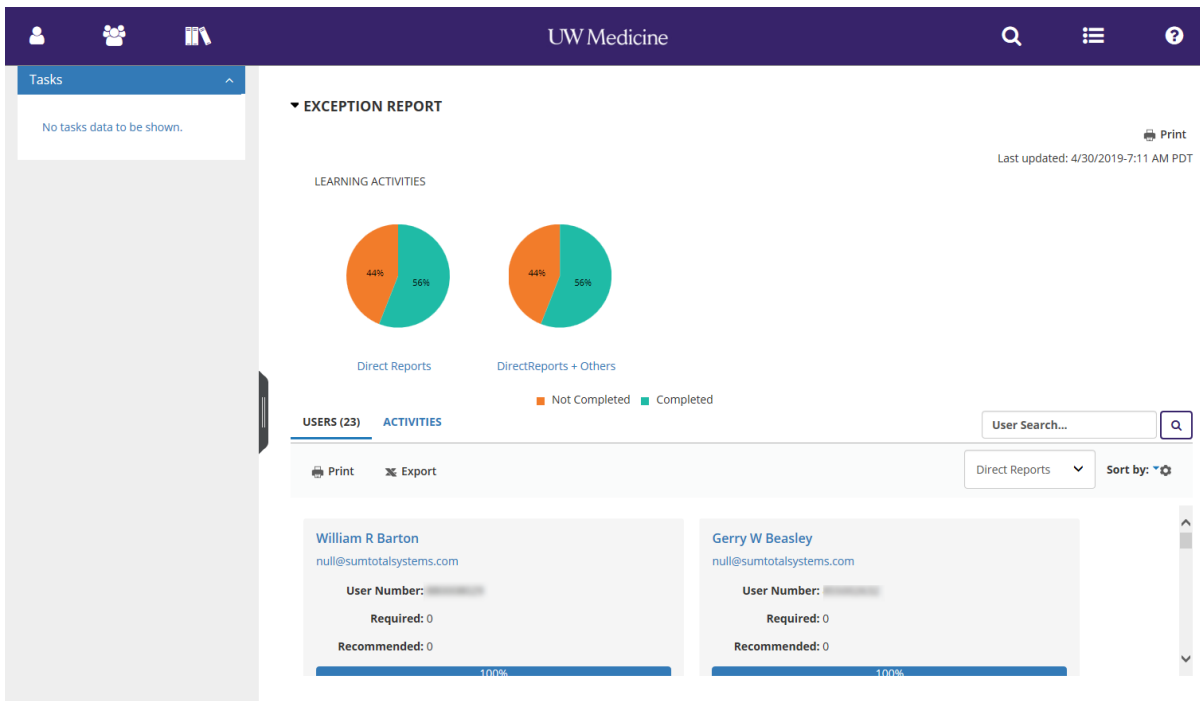 UW Medicine
Tasks
No tasks data to be shown.
EXCEPTION REPORT
Print
Last updated: 4/30/2019-7:11 AM PDT
LEARNING ACTIVITIES
44% 56% 44% 56%
Direct Reports DirectReports + Others
Not Completed Completed
USERS (23) ACTIVITIES User Search...
Print Export Direct Reports Sort by:
William R Barton
null@sumtotalsystems.com
User Number:
Required: 0
Recommended: 0
100%
Gerry W Beasley
null@sumtotalsystems.com
User Number:
Required: 0
Recommended: 0
100%